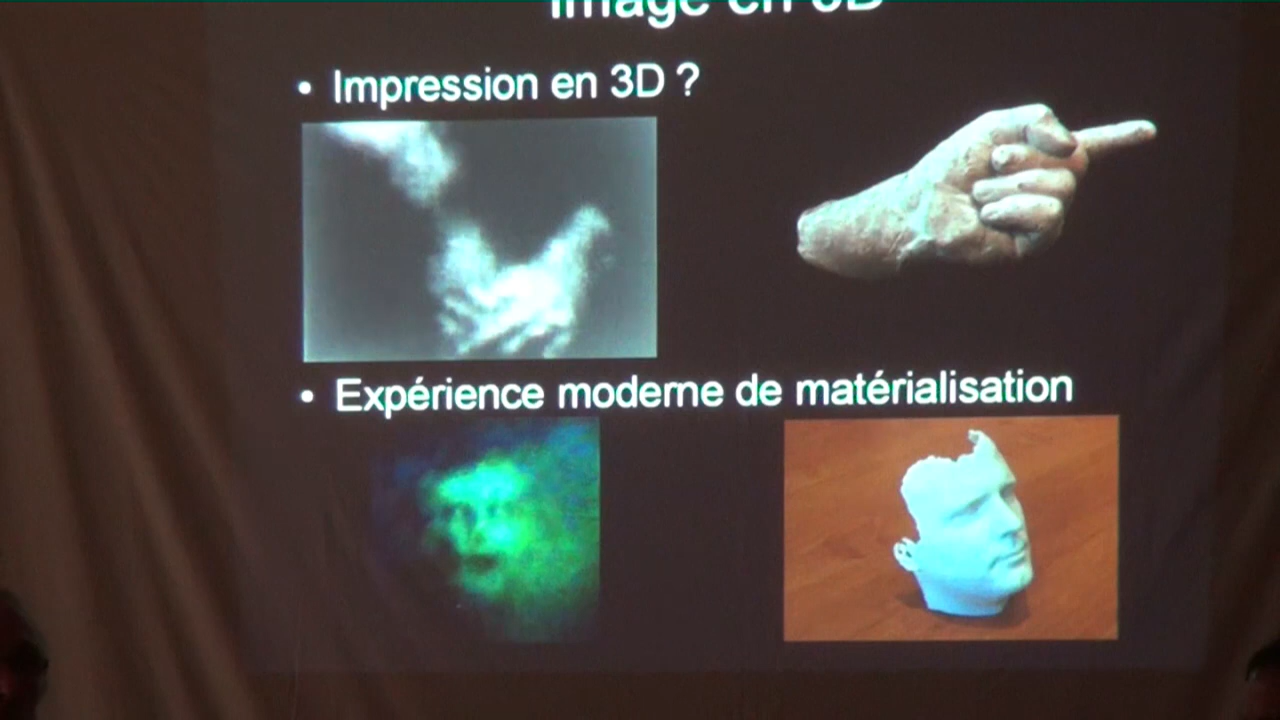 Image en 3D
• Impression en 3D ?
• Expérience moderne de matérialisation